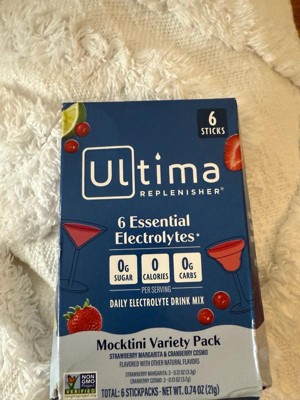 6
STICKS
Ultima
REPLENISHER®
6 Essential
Electrolytes*
0g
SUGAR
0
CALORIES
0g
CARBS
PER SERVING
DAILY ELECTROLYTE DRINK MIX
Mocktini Variety Pack
STRAWBERRY MARGARITA & CRANBERRY COSMO
FLAVORED WITH OTHER NATURAL FLAVORS
NON
GMO
VERIFIED
TOTAL: 6 STICKPACKS · NET WT. 0.74 OZ (21g)